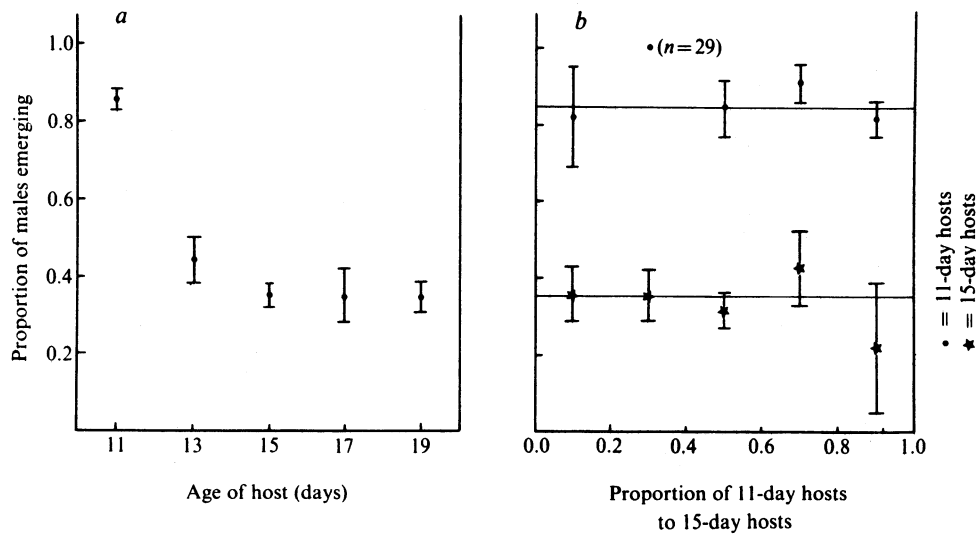 a
1.0
0.8
0.6
0.4
0.2
Proportion of males emerging
11 13 15 17 19
Age of host (days)
b
• (n=29)
0.0 0.2 0.4 0.6 0.8 1.0
Proportion of 11-day hosts
to 15-day hosts
• = 11-day hosts
★ = 15-day hosts